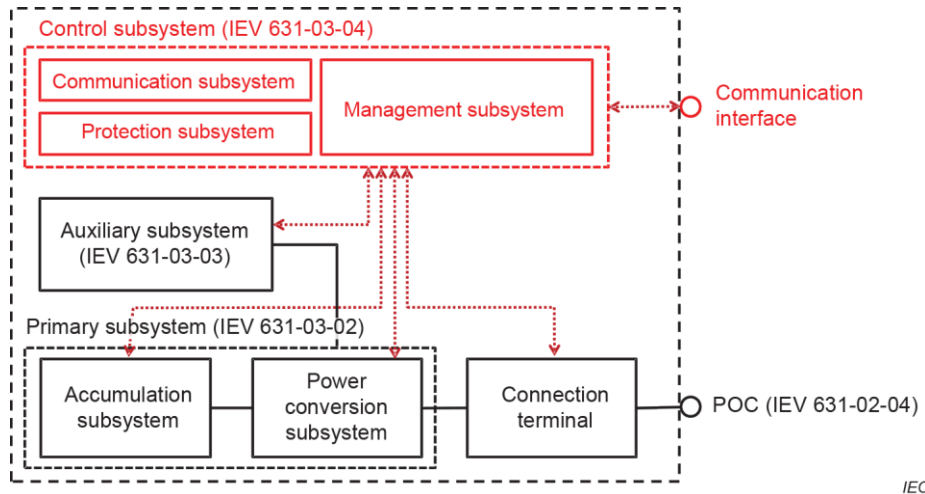 Control subsystem (IEV 631-03-04)
Communication subsystem
Protection subsystem
Management subsystem
Communication
interface
Auxiliary subsystem
(IEV 631-03-03)
Primary subsystem (IEV 631-03-02)
Accumulation
subsystem
Power
conversion
subsystem
Connection
terminal
POC (IEV 631-02-04)
IEC